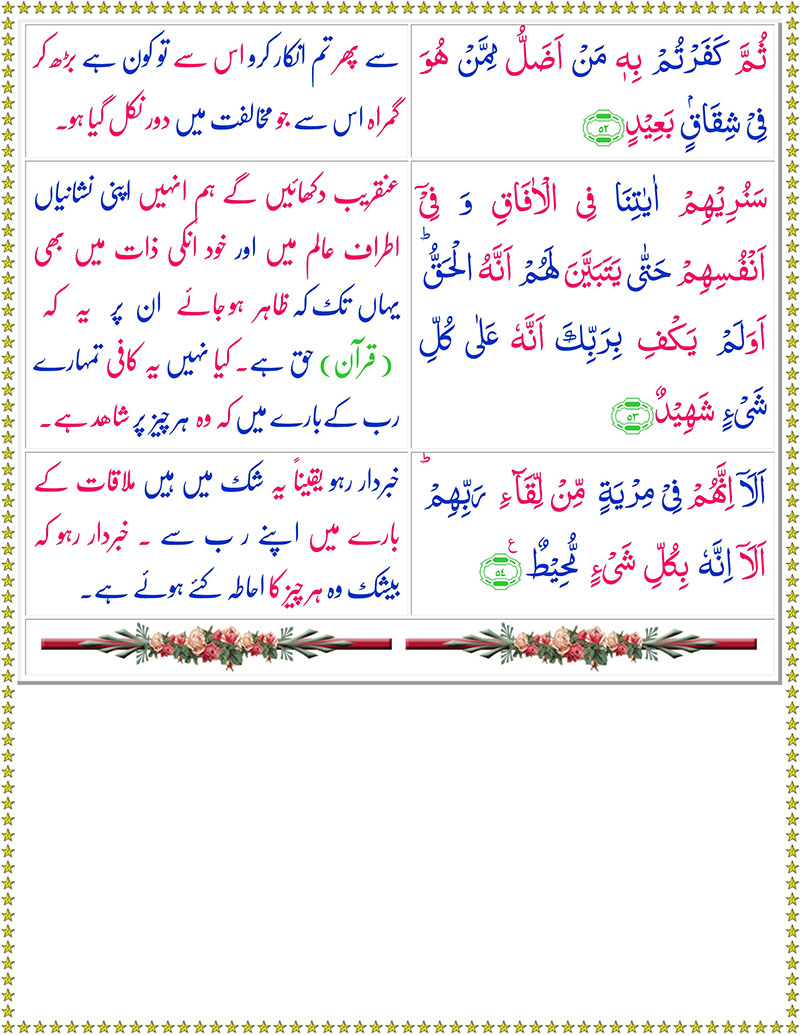 ثُمَّ كَفَرْتُمْ بِهٖ مَنْ اَضَلُّ مِمَّنْ هُوَ
فِیْ شِقَاقٍۭ بَعِیْدٍ ٥٢
سے پھر تم انکار کرو اس سے تو کون ہے بڑھ کر
گمراہ اس سے جو مخالفت میں دور نکل گیا ہو۔
سَنُرِیْهِمْ اٰیٰتِنَا فِی الْاٰفَاقِ وَ فِیْۤ
اَنْفُسِهِمْ حَتّٰی یَتَبَیَّنَ لَهُمْ اَنَّهُ الْحَقُّ ؕ
اَوَلَمْ یَكْفِ بِرَبِّكَ اَنَّهٗ عَلٰی كُلِّ
شَیْءٍ شَهِیْدٌ ٥٣
عنقریب دکھائیں گے ہم انہیں اپنی نشانیاں
اطراف عالم میں اور خود انکی ذات میں بھی
یہاں تک کہ ظاہر ہو جائے ان پر یہ کہ
(قرآن) حق ہے۔ کیا نہیں یہ کافی تمہارے
رب کے بارے میں کہ وہ ہر چیز پر شاھد ہے۔
اَلَاۤ اِنَّهُمْ فِیْ مِرْیَةٍ مِّنْ لِّقَآءِ رَبِّهِمْ ؕ
اَلَاۤ اِنَّهٗ بِكُلِّ شَیْءٍ مُّحِیْطٌ ٥٤ ع
خبردار رہو یقیناً یہ شک میں ہیں ملاقات کے
بارے میں اپنے رب سے ۔ خبردار رہو کہ
بیشک وہ ہر چیز کا احاطہ کئے ہوئے ہے۔